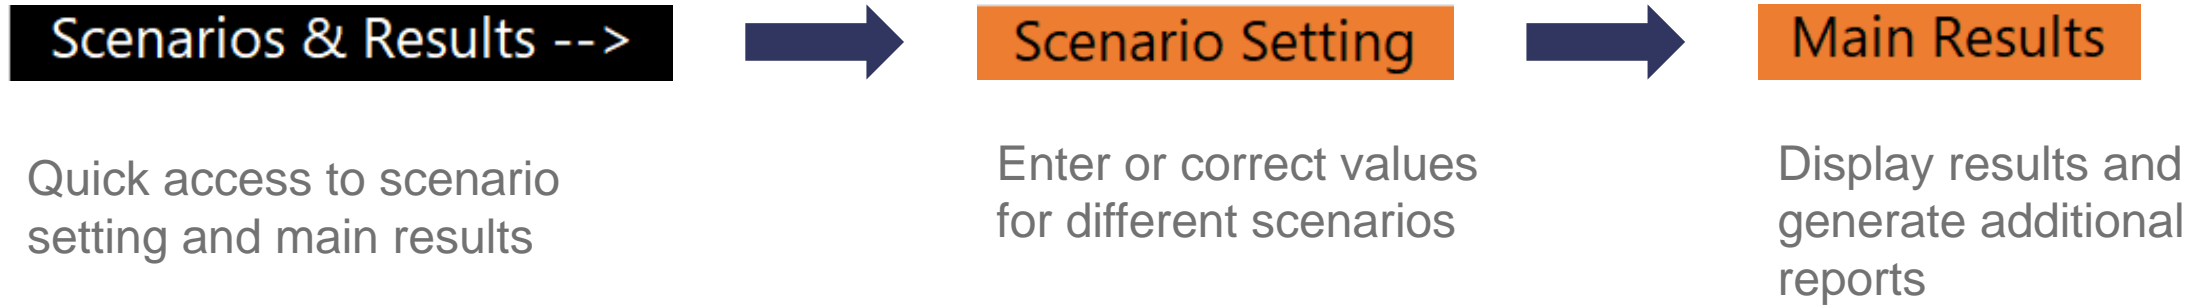 Scenarios & Results -->
Quick access to scenario
setting and main results
Scenario Setting
Enter or correct values
for different scenarios
Main Results
Display results and
generate additional
reports